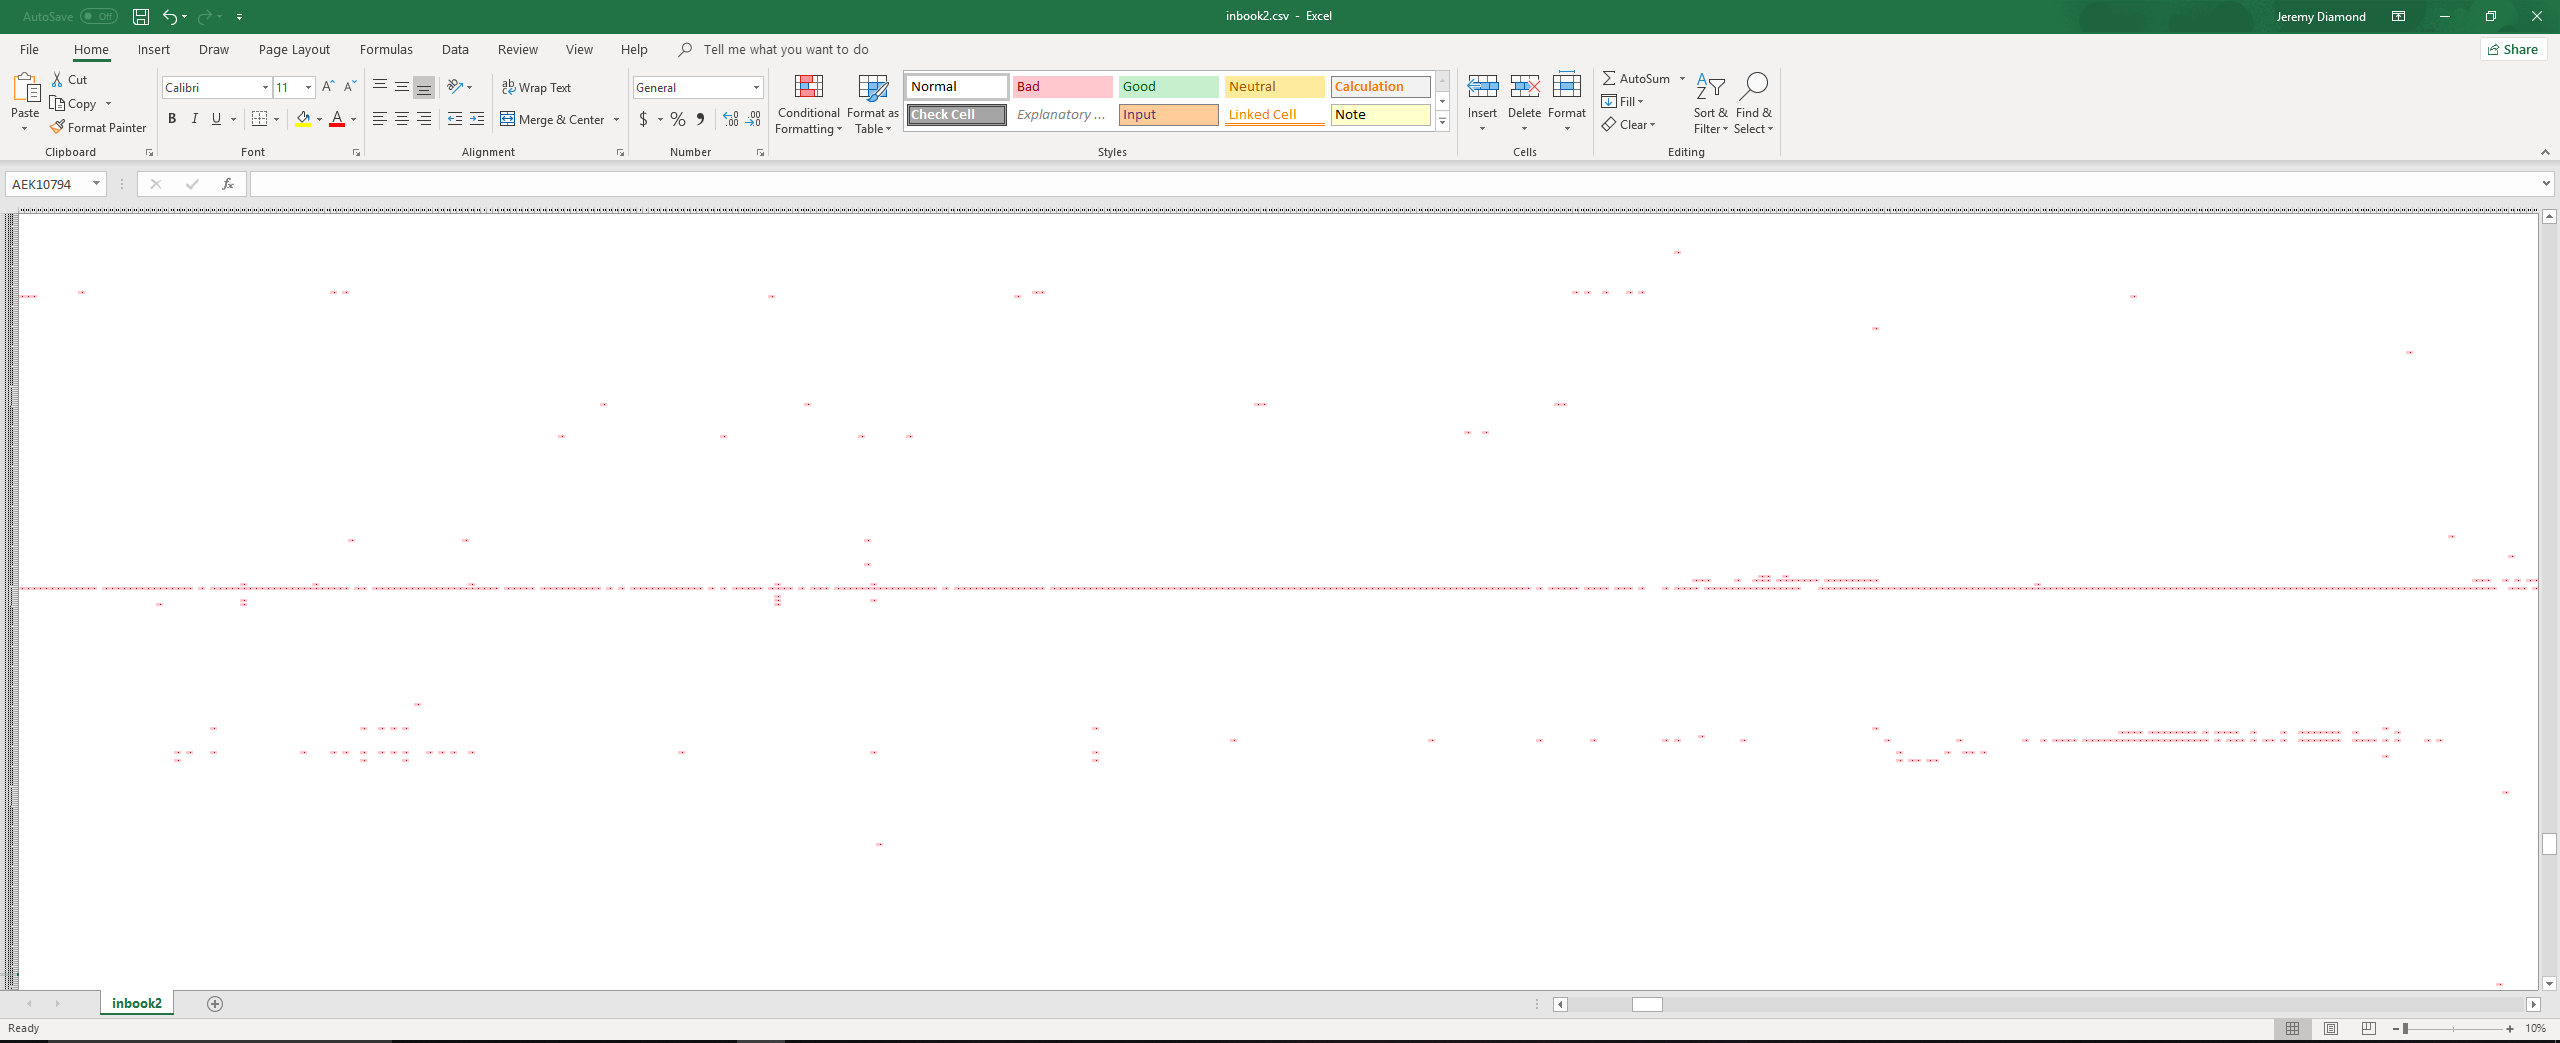 AutoSave Off
inbook2.csv - Excel
Jeremy Diamond
File Home Insert Draw Page Layout Formulas Data Review View Help Tell me what you want to do
Share
Paste
Cut
Copy
Format Painter
Clipboard
Calibri 11
B I U
Font
Wrap Text
Merge & Center
Alignment
General
$ % ,
Number
Conditional Formatting
Format as Table
Normal Bad Good Neutral Calculation
Check Cell Explanatory ... Input Linked Cell Note
Styles
Insert Delete Format
Cells
AutoSum
Fill
Clear
Sort & Filter
Find & Select
Editing
AEK10794
fx
inbook2
Ready
10%